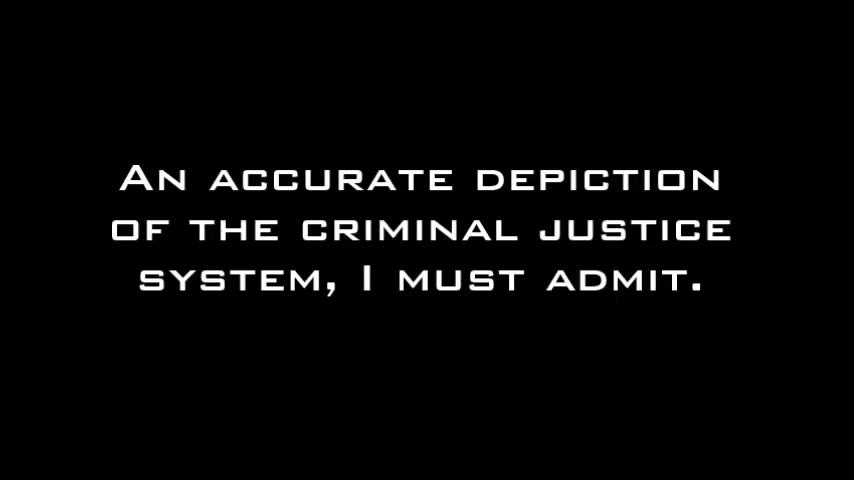 An accurate depiction
of the criminal justice
system, I must admit.